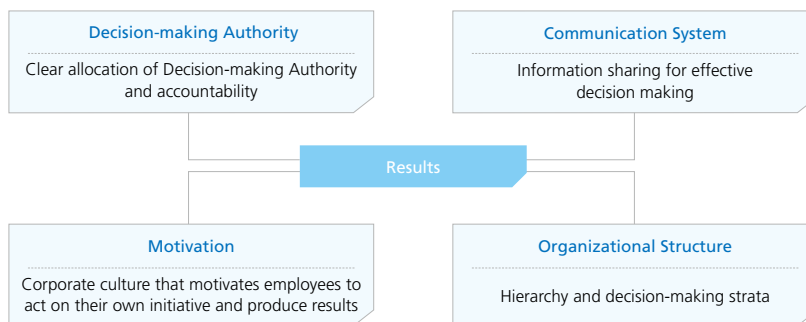 Decision-making Authority
Clear allocation of Decision-making Authority
and accountability
Communication System
Information sharing for effective
decision making
Results
Motivation
Corporate culture that motivates employees to
act on their own initiative and produce results
Organizational Structure
Hierarchy and decision-making strata